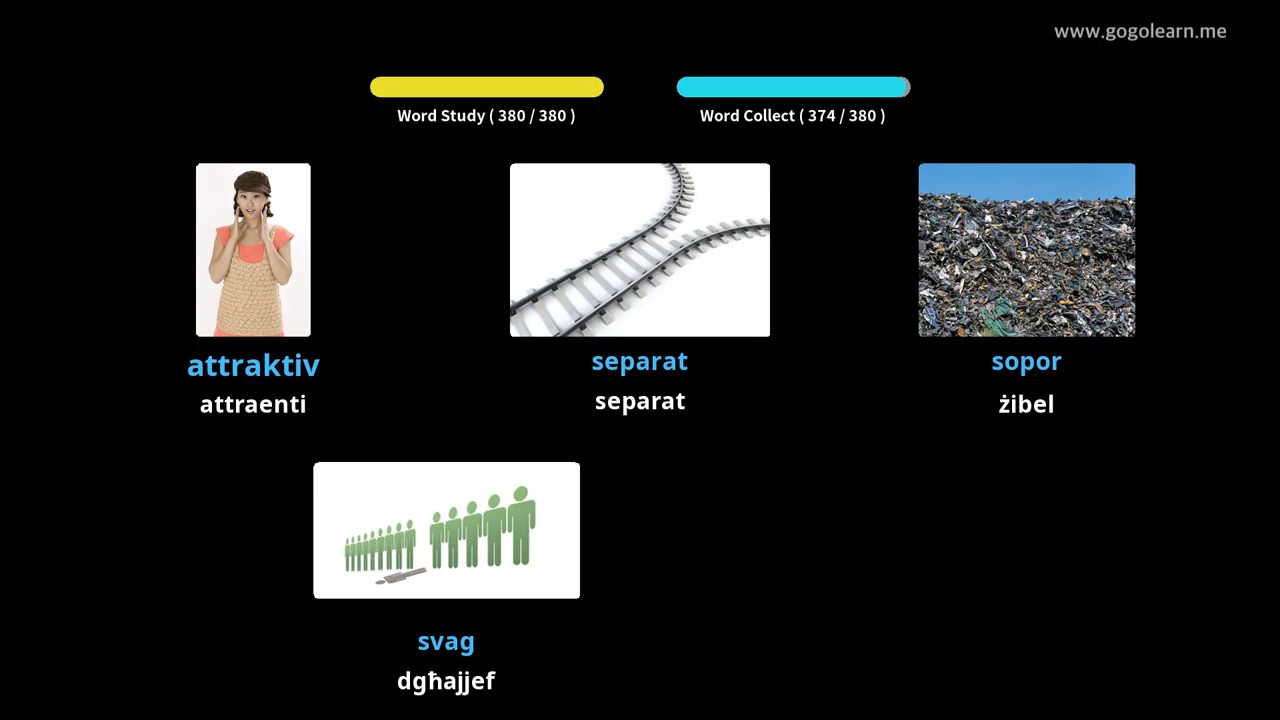 www.gogolearn.me
Word Study ( 380 / 380 )
Word Collect ( 374 / 380 )
attraktiv
attraenti
separat
separat
sopor
żibel
svag
dgħajjef